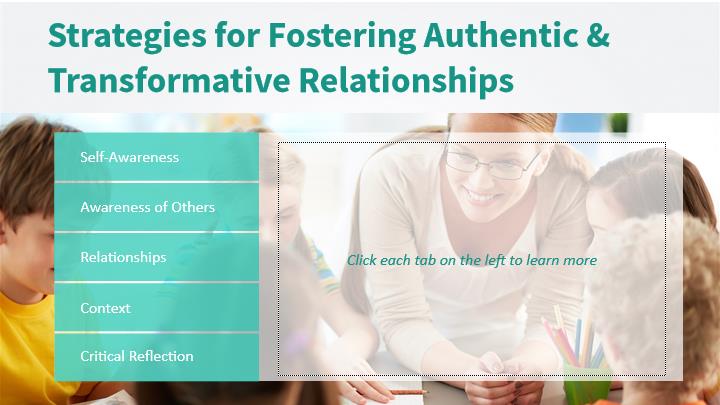 Strategies for Fostering Authentic &
Transformative Relationships
Self-Awareness
Awareness of Others
Relationships
Context
Critical Reflection
Click each tab on the left to learn more